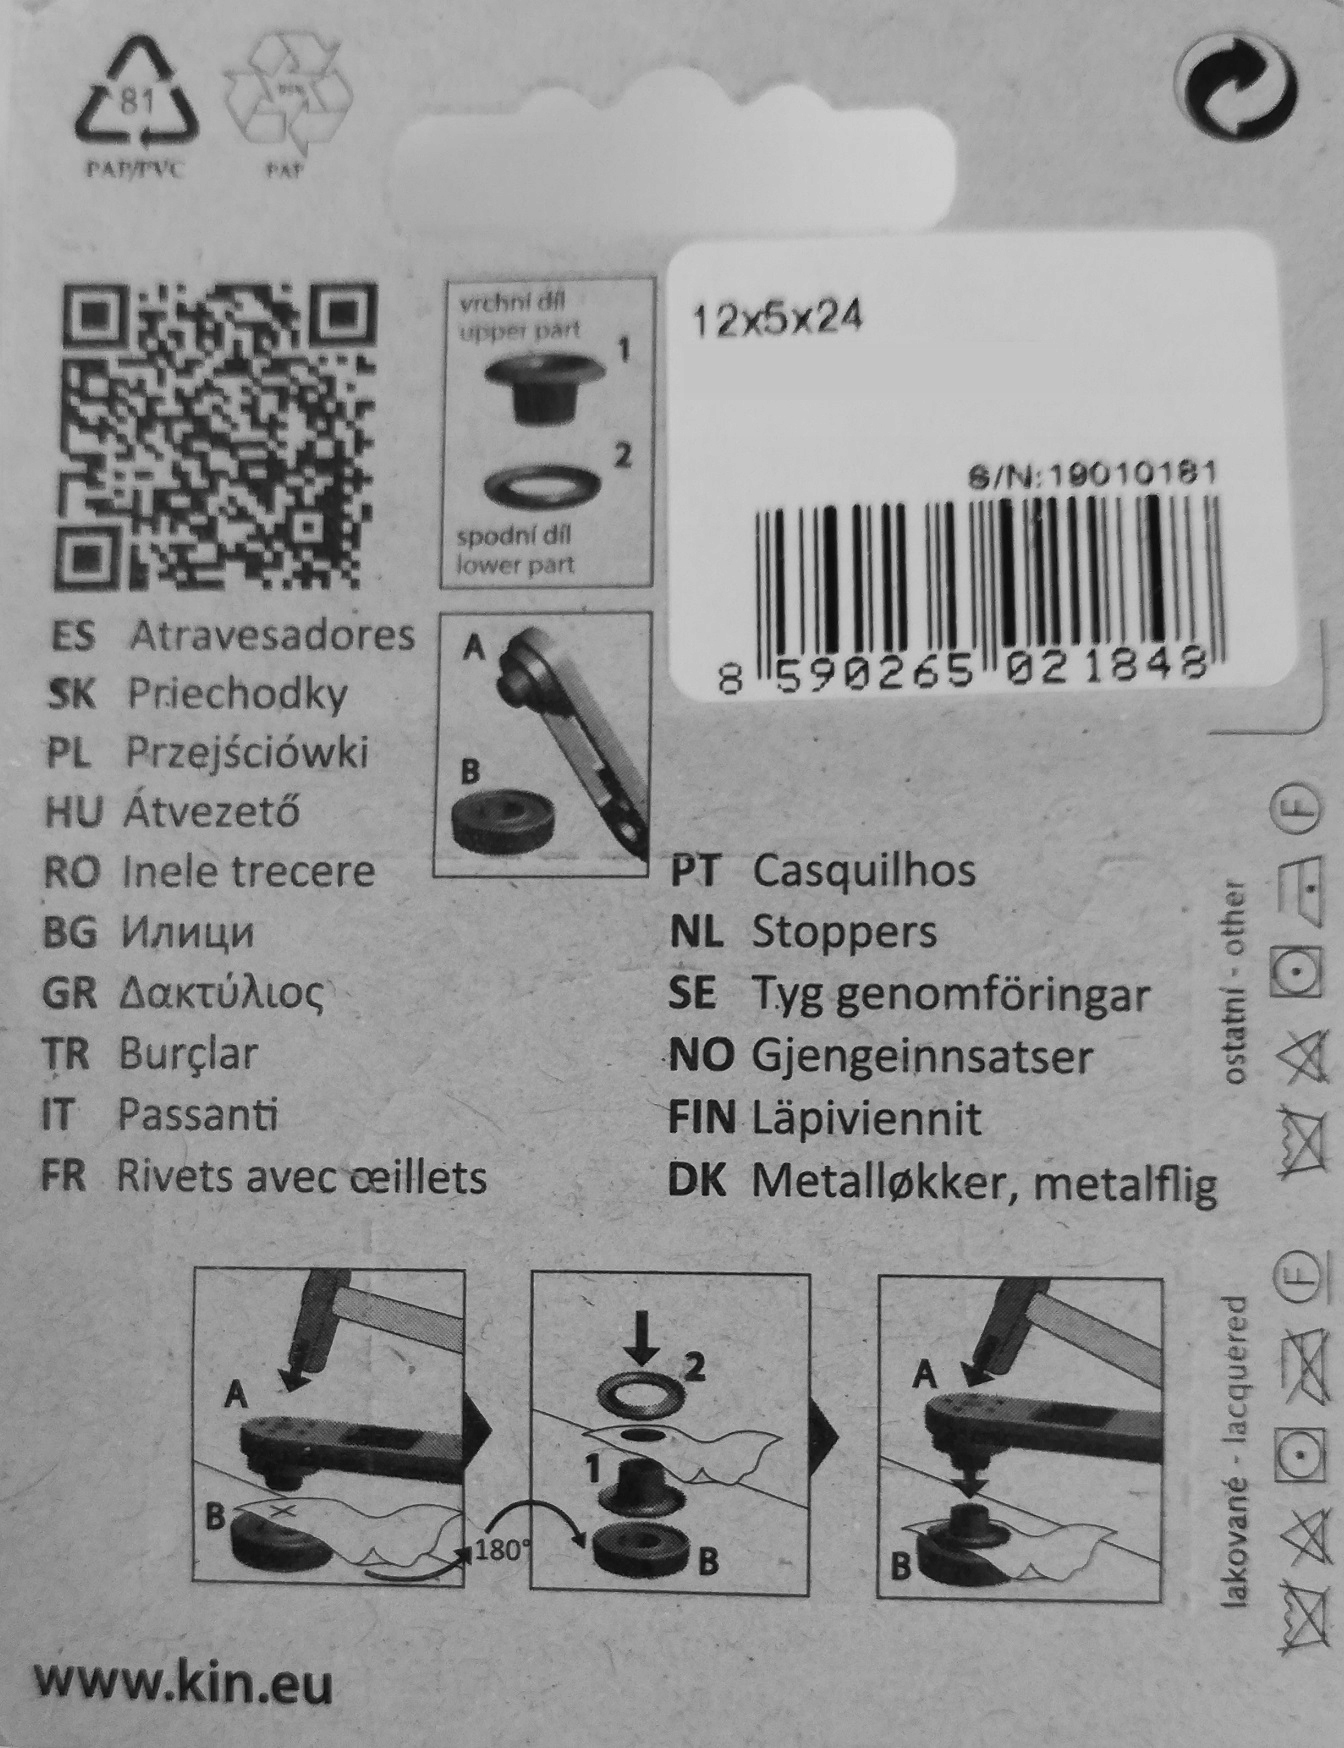 81
PAP/PVC
PAP
vrchní díl
upper part
1
2
spodní díl
lower part
12x5x24
S/N:19010181
8 590265 021848
A
B
ES Atravesadores
SK Priechodky
PL Przejściówki
HU Átvezető
RO Inele trecere
BG Илици
GR Δακτύλιος
TR Burçlar
IT Passanti
FR Rivets avec œillets
PT Casquilhos
NL Stoppers
SE Tyg genomföringar
NO Gjengeinnsatser
FIN Läpiviennit
DK Metalløkker, metalflig
ostatní - other
F
lakované - lacquered
F
A
B
180°
2
1
B
A
B
www.kin.eu